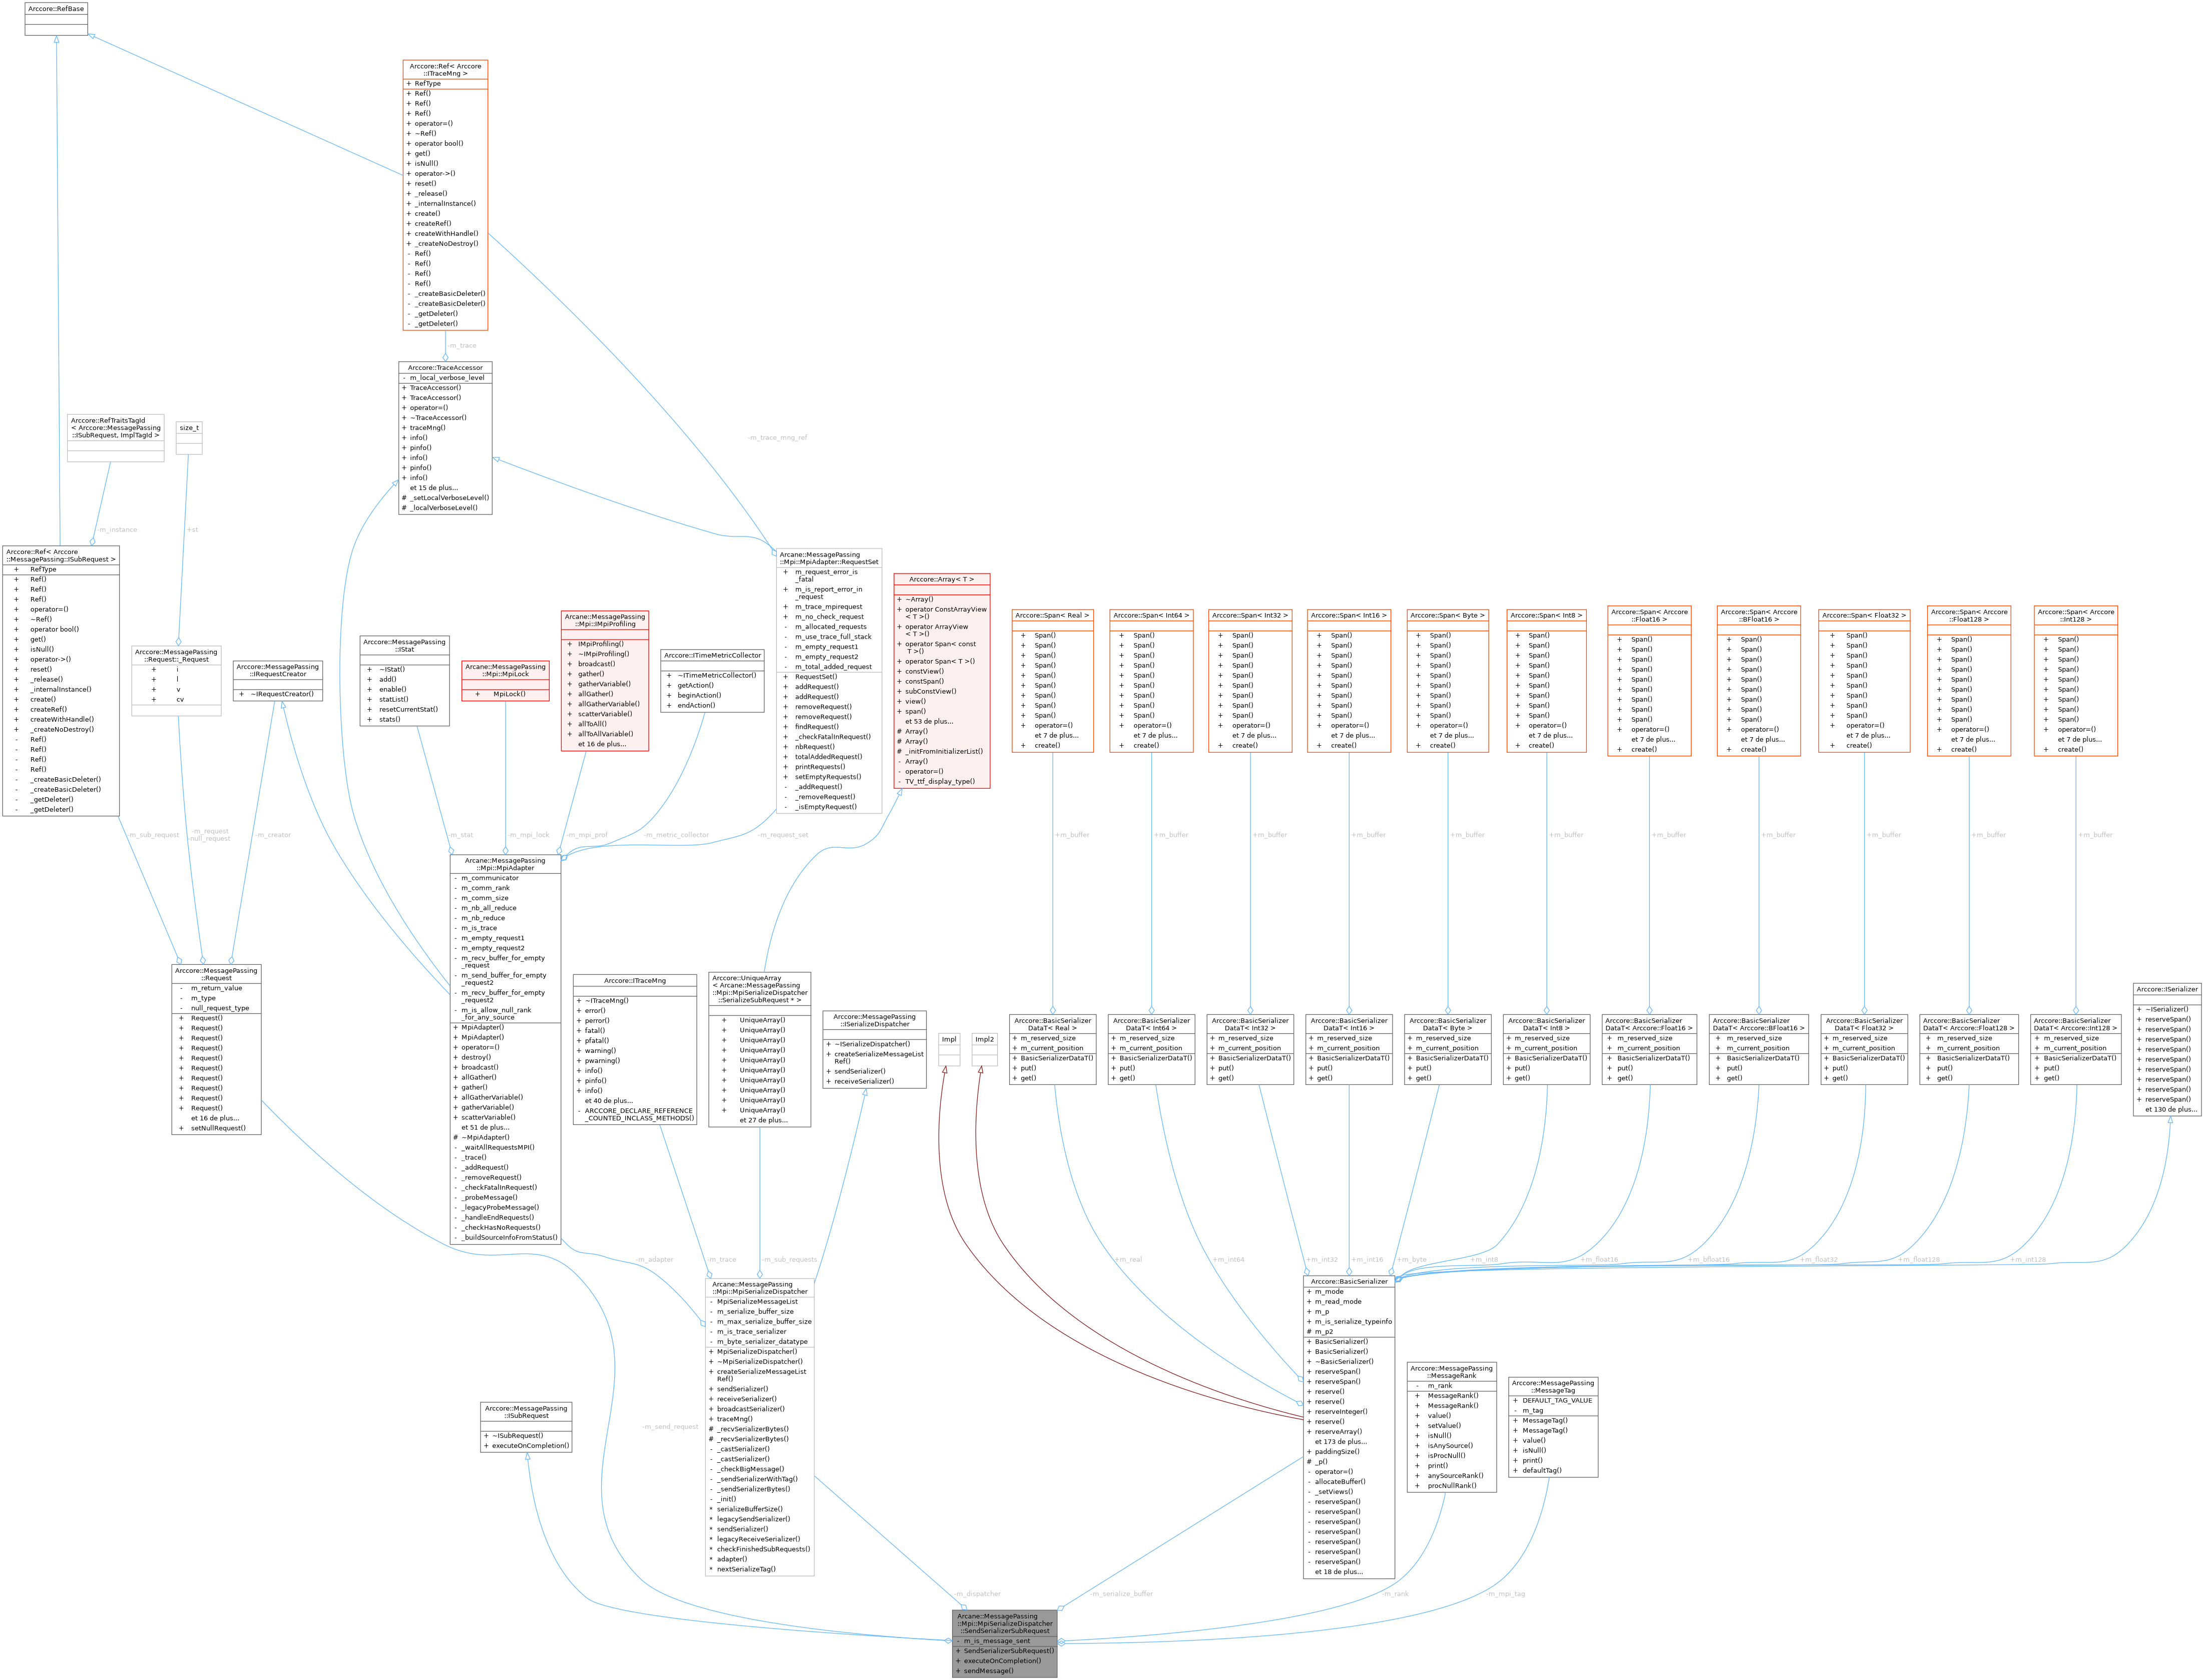 Arccore::RefBase
Arccore::Ref< Arccore
::ITraceMng >
+ RefType
+ Ref()
+ Ref()
+ Ref()
+ operator=()
+ ~Ref()
+ operator bool()
+ get()
+ isNull()
+ operator->()
+ reset()
+ _release()
+ _internalInstance()
+ create()
+ createRef()
+ createWithHandle()
+ _createNoDestroy()
- Ref()
- Ref()
- Ref()
- Ref()
- _createBasicDeleter()
- _createBasicDeleter()
- _getDeleter()
- _getDeleter()
-m_trace
Arccore::TraceAccessor
- m_local_verbose_level
+ TraceAccessor()
+ TraceAccessor()
+ operator=()
+ ~TraceAccessor()
+ traceMng()
+ info()
+ pinfo()
+ info()
+ pinfo()
+ info()
et 15 de plus...
# _setLocalVerboseLevel()
# _localVerboseLevel()
-m_trace_mng_ref
Arccore::RefTraitsTagId
< Arccore::MessagePassing
::ISubRequest, ImplTagId >
size_t
-m_instance
+st
Arccore::Ref< Arccore
::MessagePassing::ISubRequest >
+ RefType
+ Ref()
+ Ref()
+ Ref()
+ operator=()
+ ~Ref()
+ operator bool()
+ get()
+ isNull()
+ operator->()
+ reset()
+ _release()
+ _internalInstance()
+ create()
+ createRef()
+ createWithHandle()
+ _createNoDestroy()
- Ref()
- Ref()
- Ref()
- Ref()
- _createBasicDeleter()
- _createBasicDeleter()
- _getDeleter()
- _getDeleter()
Arccore::MessagePassing
::Request::_Request
+ i
+ l
+ v
+ cv
Arccore::MessagePassing
::IRequestCreator
+ ~IRequestCreator()
Arccore::MessagePassing
::IStat
+ ~IStat()
+ add()
+ enable()
+ statList()
+ resetCurrentStat()
+ stats()
Arcane::MessagePassing
::Mpi::MpiLock
+ MpiLock()
Arcane::MessagePassing
::Mpi::IMpiProfiling
+ IMpiProfiling()
+ ~IMpiProfiling()
+ broadcast()
+ gather()
+ gatherVariable()
+ allGather()
+ allGatherVariable()
+ scatterVariable()
+ allToAll()
+ allToAllVariable()
et 16 de plus...
Arccore::ITimeMetricCollector
+ ~ITimeMetricCollector()
+ getAction()
+ beginAction()
+ endAction()
Arcane::MessagePassing
::Mpi::MpiAdapter::RequestSet
+ m_request_error_is
_fatal
+ m_is_report_error_in
_request
+ m_trace_mpirequest
+ m_no_check_request
- m_allocated_requests
- m_use_trace_full_stack
- m_empty_request1
- m_empty_request2
- m_total_added_request
+ RequestSet()
+ addRequest()
+ addRequest()
+ removeRequest()
+ removeRequest()
+ findRequest()
+ _checkFatalInRequest()
+ nbRequest()
+ totalAddedRequest()
+ printRequests()
+ setEmptyRequests()
- _addRequest()
- _removeRequest()
- _isEmptyRequest()
Arccore::Array< T >
+ ~Array()
+ operator ConstArrayView
< T >()
+ operator ArrayView
< T >()
+ operator Span< const
T >()
+ operator Span< T >()
+ constView()
+ constSpan()
+ subConstView()
+ view()
+ span()
et 53 de plus...
# Array()
# Array()
# _initFromInitializerList()
- Array()
- operator=()
- TV_ttf_display_type()
Arccore::Span< Real >
+ Span()
+ Span()
+ Span()
+ Span()
+ Span()
+ Span()
+ Span()
+ Span()
+ Span()
+ operator=()
et 7 de plus...
+ create()
Arccore::Span< Int64 >
+ Span()
+ Span()
+ Span()
+ Span()
+ Span()
+ Span()
+ Span()
+ Span()
+ Span()
+ operator=()
et 7 de plus...
+ create()
Arccore::Span< Int32 >
+ Span()
+ Span()
+ Span()
+ Span()
+ Span()
+ Span()
+ Span()
+ Span()
+ Span()
+ operator=()
et 7 de plus...
+ create()
Arccore::Span< Int16 >
+ Span()
+ Span()
+ Span()
+ Span()
+ Span()
+ Span()
+ Span()
+ Span()
+ Span()
+ operator=()
et 7 de plus...
+ create()
Arccore::Span< Byte >
+ Span()
+ Span()
+ Span()
+ Span()
+ Span()
+ Span()
+ Span()
+ Span()
+ Span()
+ operator=()
et 7 de plus...
+ create()
Arccore::Span< Int8 >
+ Span()
+ Span()
+ Span()
+ Span()
+ Span()
+ Span()
+ Span()
+ Span()
+ Span()
+ operator=()
et 7 de plus...
+ create()
Arccore::Span< Arccore
::Float16 >
+ Span()
+ Span()
+ Span()
+ Span()
+ Span()
+ Span()
+ Span()
+ Span()
+ Span()
+ operator=()
et 7 de plus...
+ create()
Arccore::Span< Arccore
::BFloat16 >
+ Span()
+ Span()
+ Span()
+ Span()
+ Span()
+ Span()
+ Span()
+ Span()
+ Span()
+ operator=()
et 7 de plus...
+ create()
Arccore::Span< Float32 >
+ Span()
+ Span()
+ Span()
+ Span()
+ Span()
+ Span()
+ Span()
+ Span()
+ Span()
+ operator=()
et 7 de plus...
+ create()
Arccore::Span< Arccore
::Float128 >
+ Span()
+ Span()
+ Span()
+ Span()
+ Span()
+ Span()
+ Span()
+ Span()
+ Span()
+ operator=()
et 7 de plus...
+ create()
Arccore::Span< Arccore
::Int128 >
+ Span()
+ Span()
+ Span()
+ Span()
+ Span()
+ Span()
+ Span()
+ Span()
+ Span()
+ operator=()
et 7 de plus...
+ create()
-m_sub_request
-m_request
-null_request
-m_creator
-m_stat
-m_mpi_lock
-m_mpi_prof
-m_metric_collector
-m_request_set
+m_buffer
+m_buffer
+m_buffer
+m_buffer
+m_buffer
+m_buffer
+m_buffer
+m_buffer
+m_buffer
+m_buffer
+m_buffer
Arccore::MessagePassing
::Request
- m_return_value
- m_type
- null_request_type
+ Request()
+ Request()
+ Request()
+ Request()
+ Request()
+ Request()
+ Request()
+ Request()
+ Request()
+ Request()
et 16 de plus...
+ setNullRequest()
Arcane::MessagePassing
::Mpi::MpiAdapter
- m_communicator
- m_comm_rank
- m_comm_size
- m_nb_all_reduce
- m_nb_reduce
- m_is_trace
- m_empty_request1
- m_empty_request2
- m_recv_buffer_for_empty
_request
- m_send_buffer_for_empty
_request2
- m_recv_buffer_for_empty
_request2
- m_is_allow_null_rank
_for_any_source
+ MpiAdapter()
+ MpiAdapter()
+ operator=()
+ destroy()
+ broadcast()
+ allGather()
+ gather()
+ allGatherVariable()
+ gatherVariable()
+ scatterVariable()
et 51 de plus...
# ~MpiAdapter()
- _waitAllRequestsMPI()
- _trace()
- _addRequest()
- _removeRequest()
- _checkFatalInRequest()
- _probeMessage()
- _legacyProbeMessage()
- _handleEndRequests()
- _checkHasNoRequests()
- _buildSourceInfoFromStatus()
Arccore::ITraceMng
+ ~ITraceMng()
+ error()
+ perror()
+ fatal()
+ pfatal()
+ warning()
+ pwarning()
+ info()
+ pinfo()
+ info()
et 40 de plus...
- ARCCORE_DECLARE_REFERENCE
_COUNTED_INCLASS_METHODS()
Arccore::UniqueArray
< Arcane::MessagePassing
::Mpi::MpiSerializeDispatcher
::SerializeSubRequest * >
+ UniqueArray()
+ UniqueArray()
+ UniqueArray()
+ UniqueArray()
+ UniqueArray()
+ UniqueArray()
+ UniqueArray()
+ UniqueArray()
+ UniqueArray()
+ UniqueArray()
et 27 de plus...
Arccore::MessagePassing
::ISerializeDispatcher
+ ~ISerializeDispatcher()
+ createSerializeMessageList
Ref()
+ sendSerializer()
+ receiveSerializer()
Impl
Impl2
Arccore::BasicSerializer
DataT< Real >
+ m_reserved_size
+ m_current_position
+ BasicSerializerDataT()
+ put()
+ get()
Arccore::BasicSerializer
DataT< Int64 >
+ m_reserved_size
+ m_current_position
+ BasicSerializerDataT()
+ put()
+ get()
Arccore::BasicSerializer
DataT< Int32 >
+ m_reserved_size
+ m_current_position
+ BasicSerializerDataT()
+ put()
+ get()
Arccore::BasicSerializer
DataT< Int16 >
+ m_reserved_size
+ m_current_position
+ BasicSerializerDataT()
+ put()
+ get()
Arccore::BasicSerializer
DataT< Byte >
+ m_reserved_size
+ m_current_position
+ BasicSerializerDataT()
+ put()
+ get()
Arccore::BasicSerializer
DataT< Int8 >
+ m_reserved_size
+ m_current_position
+ BasicSerializerDataT()
+ put()
+ get()
Arccore::BasicSerializer
DataT< Arccore::Float16 >
+ m_reserved_size
+ m_current_position
+ BasicSerializerDataT()
+ put()
+ get()
Arccore::BasicSerializer
DataT< Arccore::BFloat16 >
+ m_reserved_size
+ m_current_position
+ BasicSerializerDataT()
+ put()
+ get()
Arccore::BasicSerializer
DataT< Float32 >
+ m_reserved_size
+ m_current_position
+ BasicSerializerDataT()
+ put()
+ get()
Arccore::BasicSerializer
DataT< Arccore::Float128 >
+ m_reserved_size
+ m_current_position
+ BasicSerializerDataT()
+ put()
+ get()
Arccore::BasicSerializer
DataT< Arccore::Int128 >
+ m_reserved_size
+ m_current_position
+ BasicSerializerDataT()
+ put()
+ get()
Arccore::ISerializer
+ ~ISerializer()
+ reserveSpan()
+ reserveSpan()
+ reserveSpan()
+ reserveSpan()
+ reserveSpan()
+ reserveSpan()
+ reserveSpan()
+ reserveSpan()
+ reserveSpan()
et 130 de plus...
-m_adapter
-m_trace
-m_sub_requests
+m_real
+m_int64
+m_int32
+m_int16
+m_byte
+m_int8
+m_float16
+m_bfloat16
+m_float32
+m_float128
+m_int128
Arcane::MessagePassing
::Mpi::MpiSerializeDispatcher
- MpiSerializeMessageList
- m_serialize_buffer_size
- m_max_serialize_buffer_size
- m_is_trace_serializer
- m_byte_serializer_datatype
+ MpiSerializeDispatcher()
+ ~MpiSerializeDispatcher()
+ createSerializeMessageList
Ref()
+ sendSerializer()
+ receiveSerializer()
+ broadcastSerializer()
+ traceMng()
# _recvSerializerBytes()
# _recvSerializerBytes()
- _castSerializer()
- _castSerializer()
- _checkBigMessage()
- _sendSerializerWithTag()
- _sendSerializerBytes()
- _init()
* serializeBufferSize()
* legacySendSerializer()
* sendSerializer()
* legacyReceiveSerializer()
* checkFinishedSubRequests()
* adapter()
* nextSerializeTag()
Arccore::BasicSerializer
+ m_mode
+ m_read_mode
+ m_p
+ m_is_serialize_typeinfo
# m_p2
+ BasicSerializer()
+ BasicSerializer()
+ ~BasicSerializer()
+ reserveSpan()
+ reserveSpan()
+ reserve()
+ reserve()
+ reserveInteger()
+ reserve()
+ reserveArray()
et 173 de plus...
+ paddingSize()
# _p()
- operator=()
- allocateBuffer()
- _setViews()
- reserveSpan()
- reserveSpan()
- reserveSpan()
- reserveSpan()
- reserveSpan()
- reserveSpan()
- reserveSpan()
et 18 de plus...
Arccore::MessagePassing
::MessageRank
- m_rank
+ MessageRank()
+ MessageRank()
+ value()
+ setValue()
+ isNull()
+ isAnySource()
+ isProcNull()
+ print()
+ anySourceRank()
+ procNullRank()
Arccore::MessagePassing
::MessageTag
+ DEFAULT_TAG_VALUE
- m_tag
+ MessageTag()
+ MessageTag()
+ value()
+ isNull()
+ print()
+ defaultTag()
Arccore::MessagePassing
::ISubRequest
+ ~ISubRequest()
+ executeOnCompletion()
-m_send_request
-m_dispatcher
-m_serialize_buffer
-m_rank
-m_mpi_tag
Arcane::MessagePassing
::Mpi::MpiSerializeDispatcher
::SendSerializerSubRequest
- m_is_message_sent
+ SendSerializerSubRequest()
+ executeOnCompletion()
+ sendMessage()